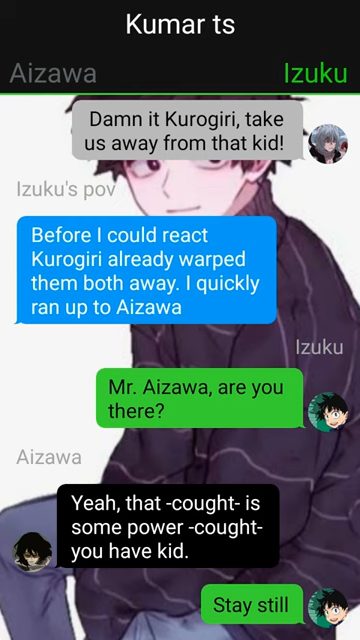 Kumar ts
Aizawa
Izuku
Damn it Kurogiri, take
us away from that kid!
Izuku's pov
Before I could react
Kurogiri already warped
them both away. I quickly
ran up to Aizawa
Izuku
Mr. Aizawa, are you
there?
Aizawa
Yeah, that -cought- is
some power -cought-
you have kid.
Stay still